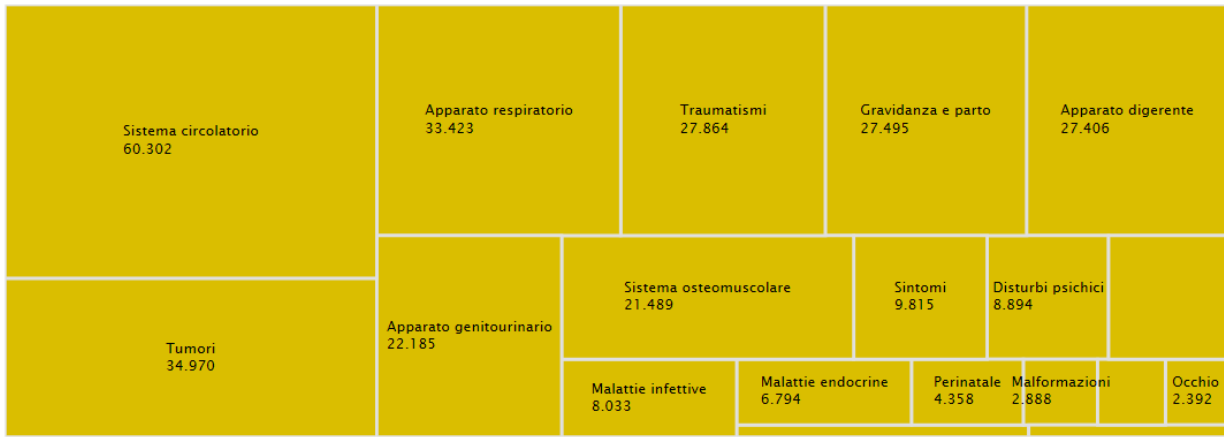 Sistema circolatorio
60.302
Tumori
34.970
Apparato respiratorio
33.423
Traumatismi
27.864
Gravidanza e parto
27.495
Apparato digerente
27.406
Apparato genitourinario
22.185
Sistema osteomuscolare
21.489
Sintomi
9.815
Disturbi psichici
8.894
Malattie infettive
8.033
Malattie endocrine
6.794
Perinatale
4.358
Malformazioni
2.888
Occhio
2.392